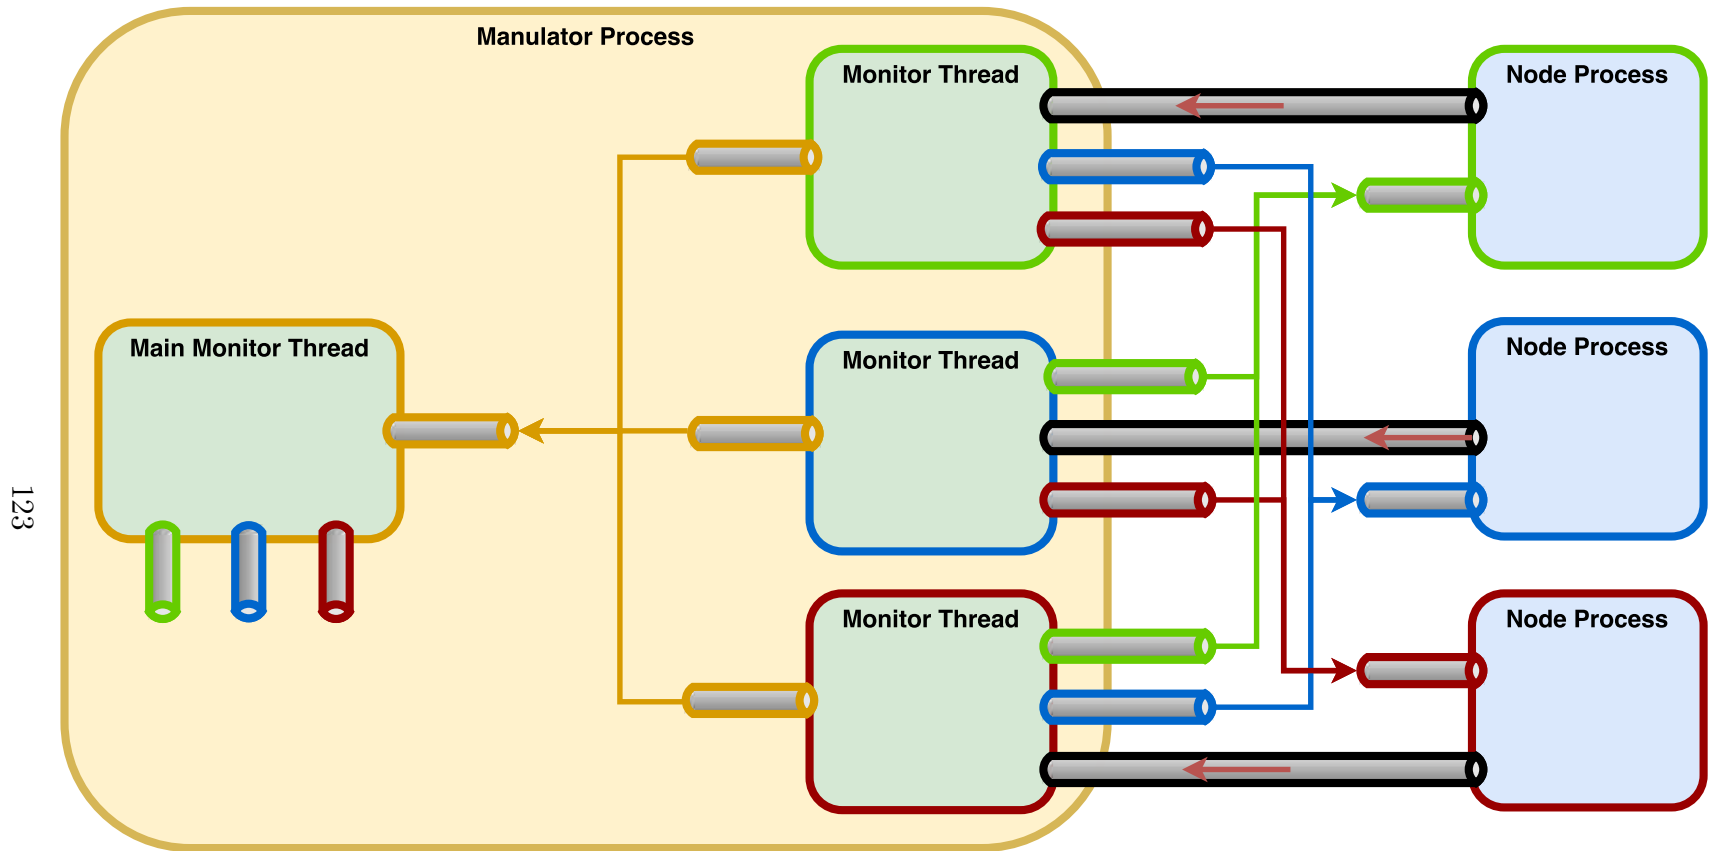 Manulator Process
Monitor Thread
Node Process
Main Monitor Thread
Monitor Thread
Node Process
Monitor Thread
Node Process
123